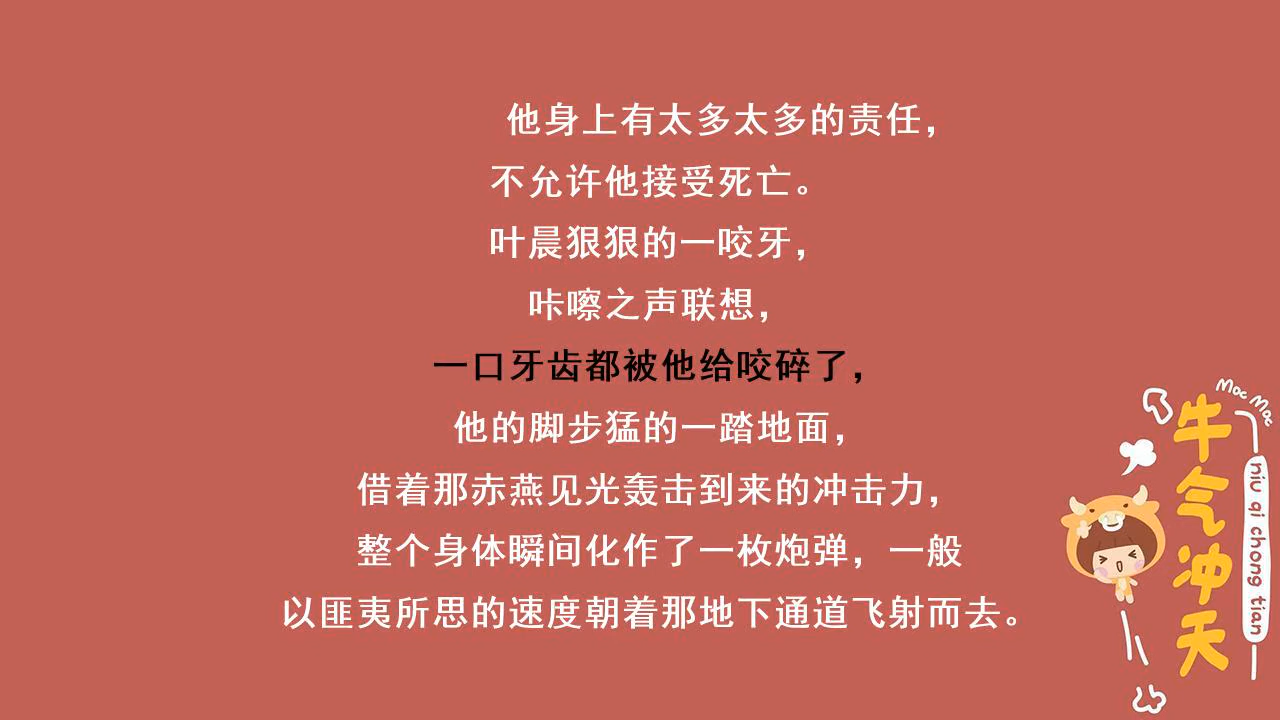 他身上有太多太多的责任，
不允许他接受死亡。
叶晨狠狠的一咬牙，
咔嚓之声联想，
一口牙齿都被他给咬碎了，
他的脚步猛的一踏地面，
借着那赤燕见光轰击到来的冲击力，
整个身体瞬间化作了一枚炮弹，一般
以匪夷所思的速度朝着那地下通道飞射而去。
Moc Moc
牛气冲天
niu qi chong tian